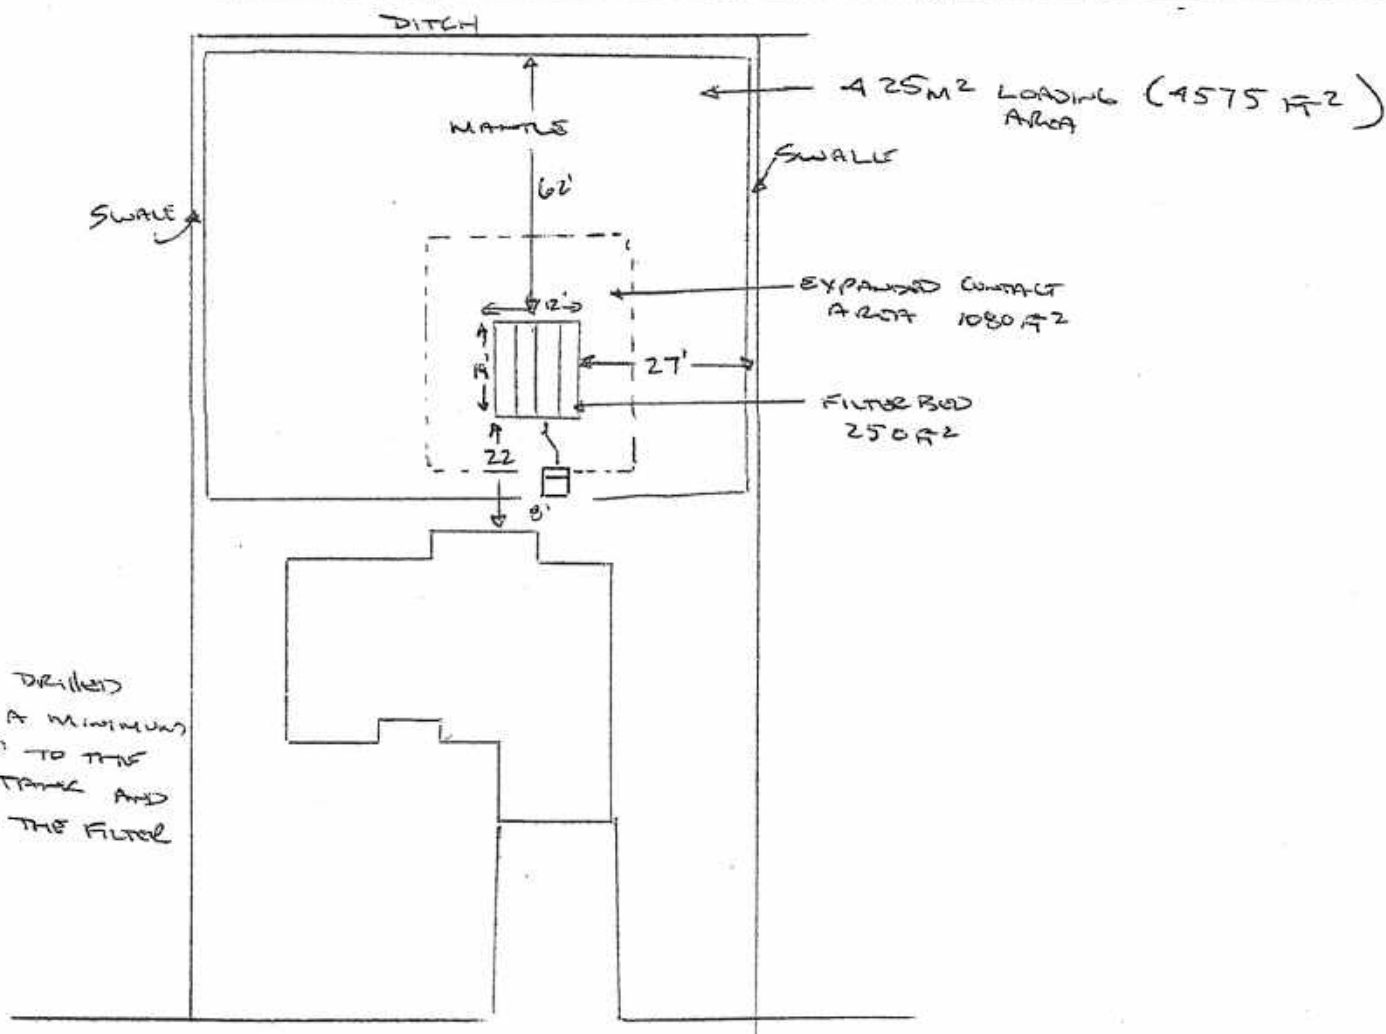 DITCH
425M² LOADING (4575 FT²)
AREA
MANTLE
SWALE
62'
SWALE
EXPANDED CONTACT
AREA 1080 FT²
12'
27'
FILTER BED
250 FT²
22
8'
DRILLED
A MINIMUM
' TO THE
TANK AND
THE FILTER